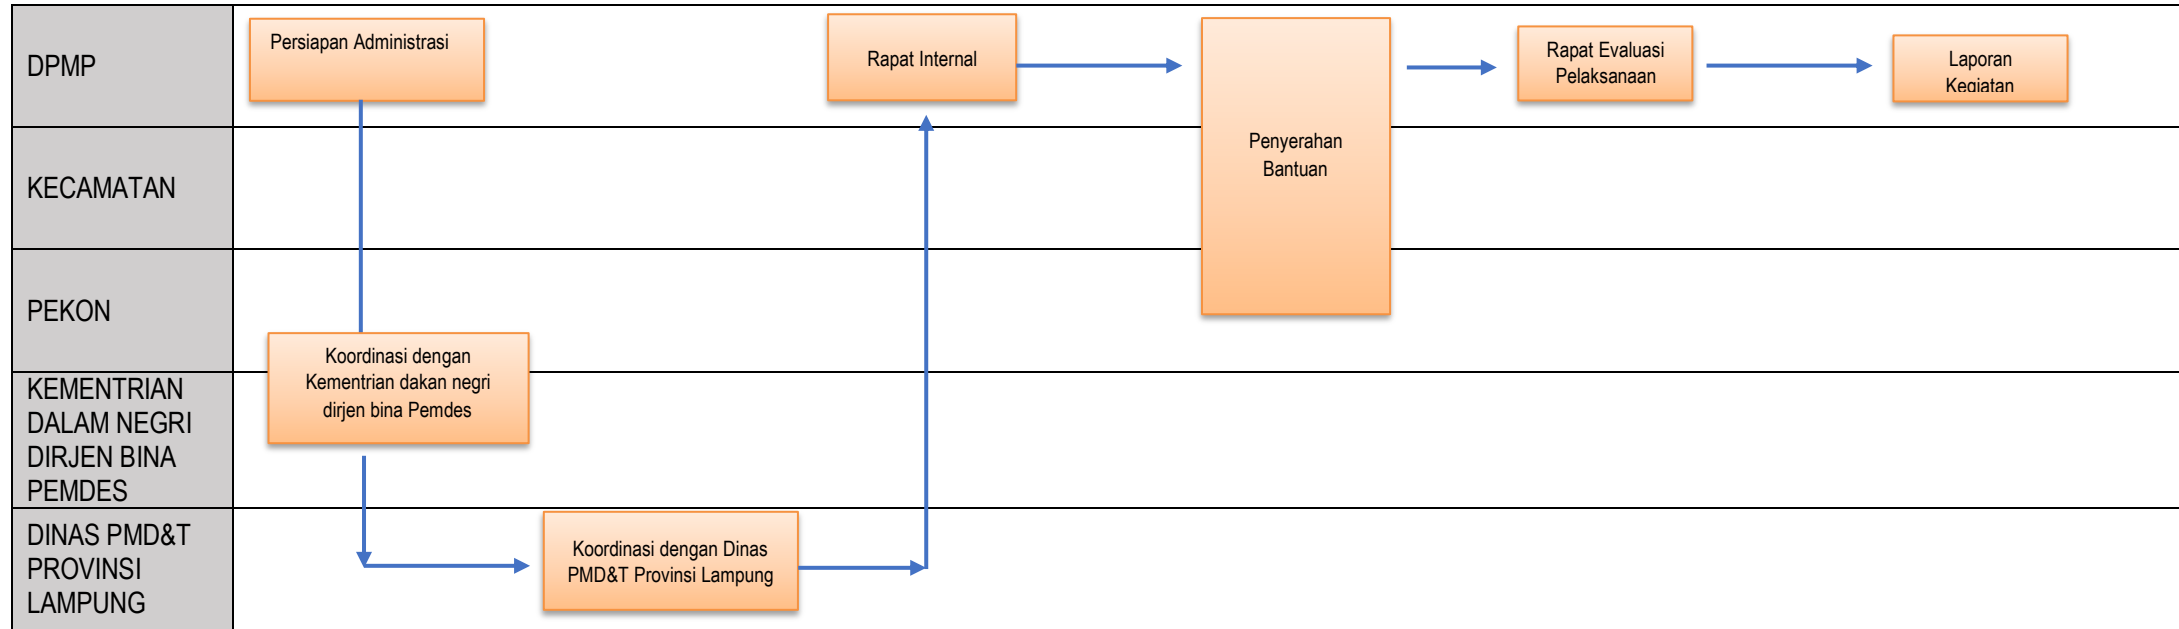 DPMP
Persiapan Administrasi
Rapat Internal
Rapat Evaluasi
Pelaksanaan
Laporan
Kegiatan
Penyerahan
Bantuan
KECAMATAN
PEKON
Koordinasi dengan
Kementrian dakan negri
dirjen bina Pemdes
KEMENTRIAN
DALAM NEGRI
DIRJEN BINA
PEMDES
DINAS PMD&T
PROVINSI
LAMPUNG
Koordinasi dengan Dinas
PMD&T Provinsi Lampung